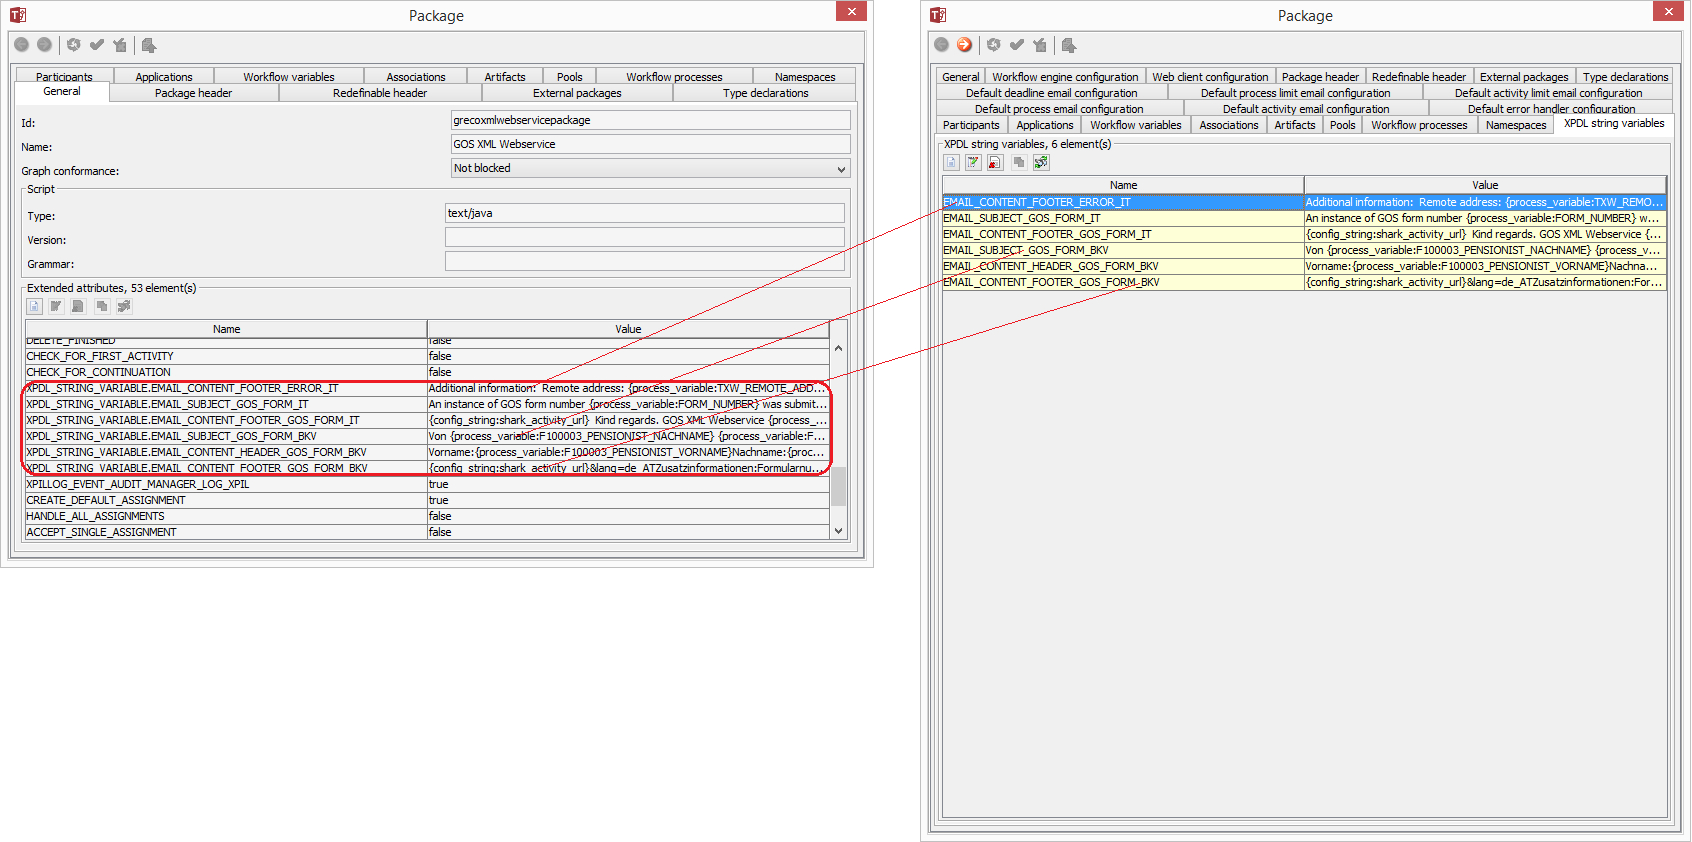 Package
Participants Applications Workflow variables Associations Artifacts Pools Workflow processes Namespaces
General Package header Redefinable header External packages Type declarations
Id: grecoxmlwebservicepackage
Name: GOS XML Webservice
Graph conformance: Not blocked
Script
Type: text/java
Version:
Grammar:
Extended attributes, 53 element(s)
Name Value
DELETE_FINISHED false
CHECK_FOR_FIRST_ACTIVITY false
CHECK_FOR_CONTINUATION false
XPDL_STRING_VARIABLE.EMAIL_CONTENT_FOOTER_ERROR_IT Additional information: Remote address: {process_variable:TXW_REMOTE_ADD...
XPDL_STRING_VARIABLE.EMAIL_SUBJECT_GOS_FORM_IT An instance of GOS form number {process_variable:FORM_NUMBER} was submit...
XPDL_STRING_VARIABLE.EMAIL_CONTENT_FOOTER_GOS_FORM_IT {config_string:shark_activity_url} Kind regards. GOS XML Webservice {process_...
XPDL_STRING_VARIABLE.EMAIL_SUBJECT_GOS_FORM_BKV Von {process_variable:F100003_PENSIONIST_NACHNAME} {process_variable:F...
XPDL_STRING_VARIABLE.EMAIL_CONTENT_HEADER_GOS_FORM_BKV Vorname:{process_variable:F100003_PENSIONIST_VORNAME}Nachname:{proc...
XPDL_STRING_VARIABLE.EMAIL_CONTENT_FOOTER_GOS_FORM_BKV {config_string:shark_activity_url}&lang=de_ATZusatzinformationen:Formularnu...
XPILLOG_EVENT_AUDIT_MANAGER_LOG_XPIL true
CREATE_DEFAULT_ASSIGNMENT true
HANDLE_ALL_ASSIGNMENTS false
ACCEPT_SINGLE_ASSIGNMENT false
Package
General Workflow engine configuration Web client configuration Package header Redefinable header External packages Type declarations
Default deadline email configuration Default process limit email configuration Default activity limit email configuration
Default process email configuration Default activity email configuration Default error handler configuration
Participants Applications Workflow variables Associations Artifacts Pools Workflow processes Namespaces XPDL string variables
XPDL string variables, 6 element(s)
Name Value
EMAIL_CONTENT_FOOTER_ERROR_IT Additional information: Remote address: {process_variable:TXW_REMO...
EMAIL_SUBJECT_GOS_FORM_IT An instance of GOS form number {process_variable:FORM_NUMBER} w...
EMAIL_CONTENT_FOOTER_GOS_FORM_IT {config_string:shark_activity_url} Kind regards. GOS XML Webservice {...
EMAIL_SUBJECT_GOS_FORM_BKV Von {process_variable:F100003_PENSIONIST_NACHNAME} {process_v...
EMAIL_CONTENT_HEADER_GOS_FORM_BKV Vorname:{process_variable:F100003_PENSIONIST_VORNAME}Nachna...
EMAIL_CONTENT_FOOTER_GOS_FORM_BKV {config_string:shark_activity_url}&lang=de_ATZusatzinformationen:For...